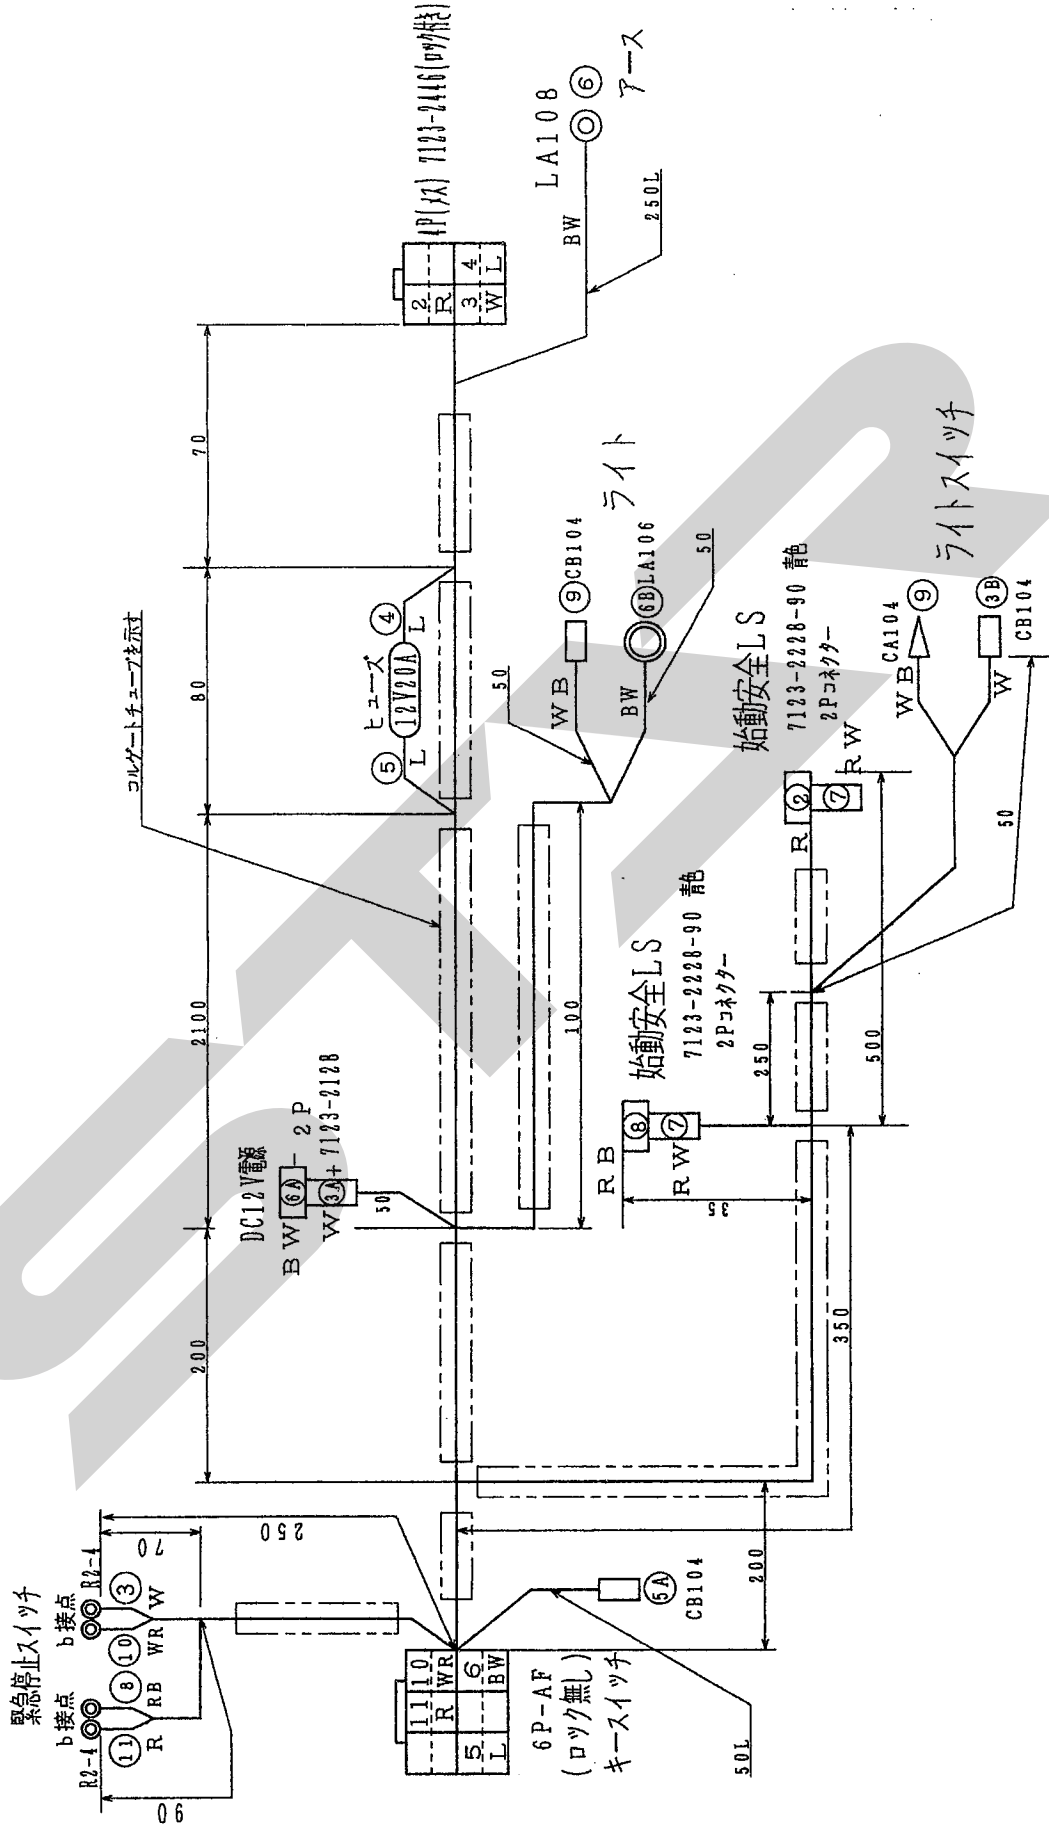 緊急停止スイッチ
b接点
b接点
R2-4
R2-4
③
W
⑩
WR
⑧
RB
⑪
R
70
250
90
11
10
R
WR
5
6
L
BW
6P-AF
(ロック無し)
キースイッチ
50L
5A
CB104
200
350
200
2100
80
70
コルゲートチューブを示す
DC12V電源
BW
6A
-
2P
W
3A
+
7123-2128
50
⑤
L
ヒューズ
12V20A
④
L
4P(メス) 7123-2446(ロック付き)
2
R
3
4
W
L
LA108
⑥
アース
BW
250L
100
50
WB
⑨
CB104
ライト
BW
6B
LA106
50
始動安全LS
7123-2228-90 青色
2Pコネクター
RB
⑧
RW
⑦
35
250
500
始動安全LS
7123-2228-90 青色
2Pコネクター
R
②
⑦
RW
ライトスイッチ
CA104
⑨
WB
3B
CB104
W
50
STR